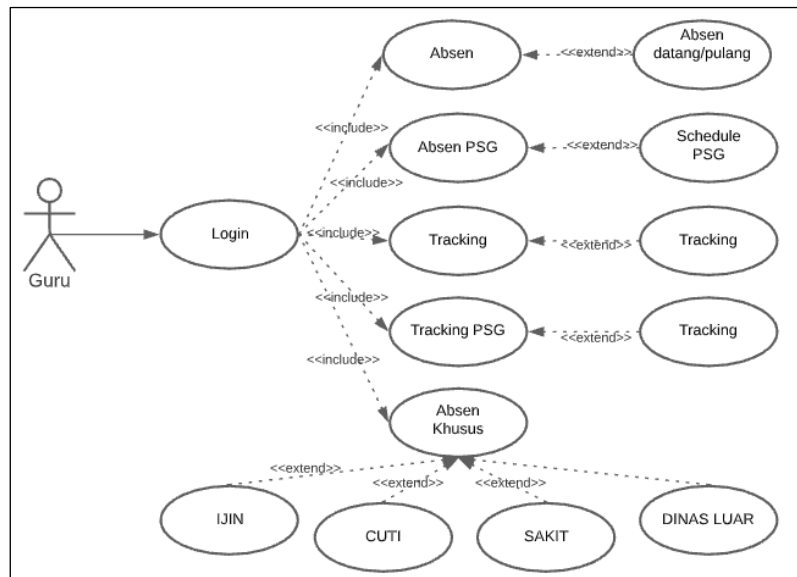 Absen
<<extend>>
Absen
datang/pulang
<<include>>
Absen PSG
<<extend>>
Schedule
PSG
<<include>>
Guru
Login
<<include>>
Tracking
<<extend>>
Tracking
<<include>>
Tracking PSG
<<extend>>
Tracking
<<include>>
Absen
Khusus
<<extend>>
<<extend>>
<<extend>>
IJIN
CUTI
SAKIT
DINAS LUAR